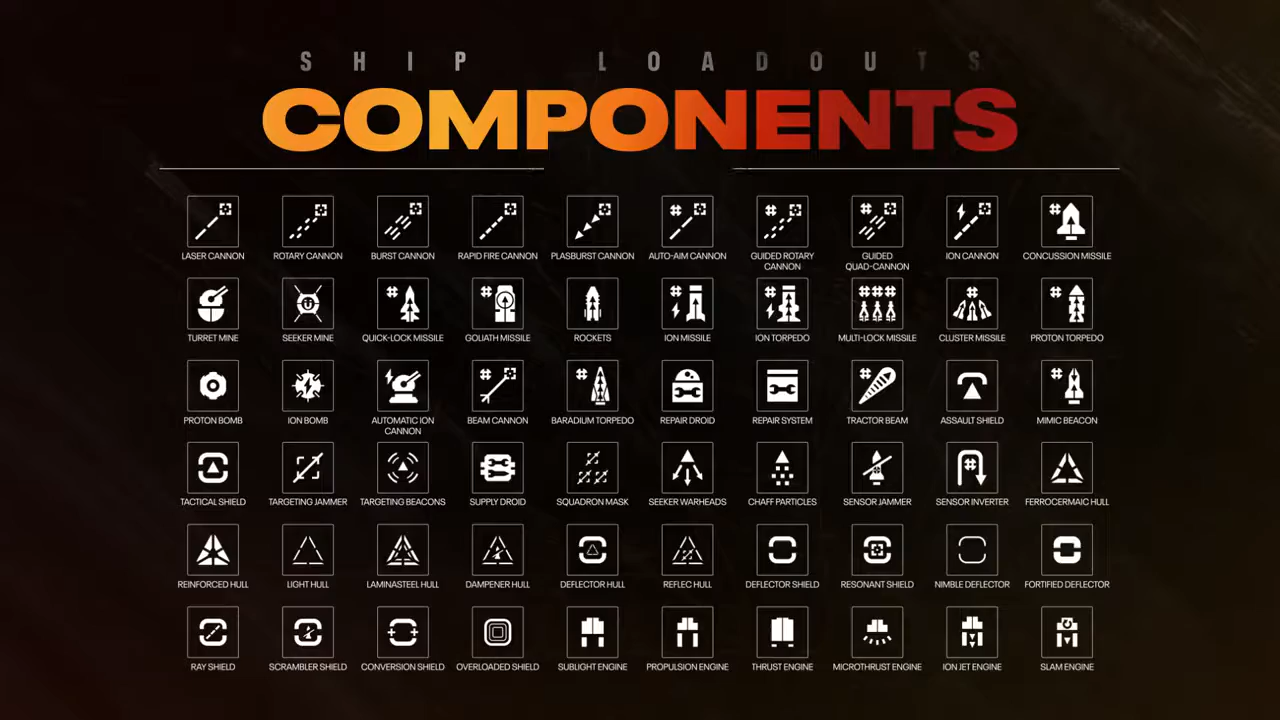 SHIP LOADOUTS
COMPONENTS
LASER CANNON
ROTARY CANNON
BURST CANNON
RAPID FIRE CANNON
PLASBURST CANNON
AUTO-AIM CANNON
GUIDED ROTARY
CANNON
GUIDED
QUAD-CANNON
ION CANNON
CONCUSSION MISSILE
TURRET MINE
SEEKER MINE
QUICK-LOCK MISSILE
GOLIATH MISSILE
ROCKETS
ION MISSILE
ION TORPEDO
MULTI-LOCK MISSILE
CLUSTER MISSILE
PROTON TORPEDO
PROTON BOMB
ION BOMB
AUTOMATIC ION
CANNON
BEAM CANNON
BARADIUM TORPEDO
REPAIR DROID
REPAIR SYSTEM
TRACTOR BEAM
ASSAULT SHIELD
MIMIC BEACON
TACTICAL SHIELD
TARGETING JAMMER
TARGETING BEACONS
SUPPLY DROID
SQUADRON MASK
SEEKER WARHEADS
CHAFF PARTICLES
SENSOR JAMMER
SENSOR INVERTER
FERROCERMAIC HULL
REINFORCED HULL
LIGHT HULL
LAMINASTEEL HULL
DAMPENER HULL
DEFLECTOR HULL
REFLEC HULL
DEFLECTOR SHIELD
RESONANT SHIELD
NIMBLE DEFLECTOR
FORTIFIED DEFLECTOR
RAY SHIELD
SCRAMBLER SHIELD
CONVERSION SHIELD
OVERLOADED SHIELD
SUBLIGHT ENGINE
PROPULSION ENGINE
THRUST ENGINE
MICROTHRUST ENGINE
ION JET ENGINE
SLAM ENGINE